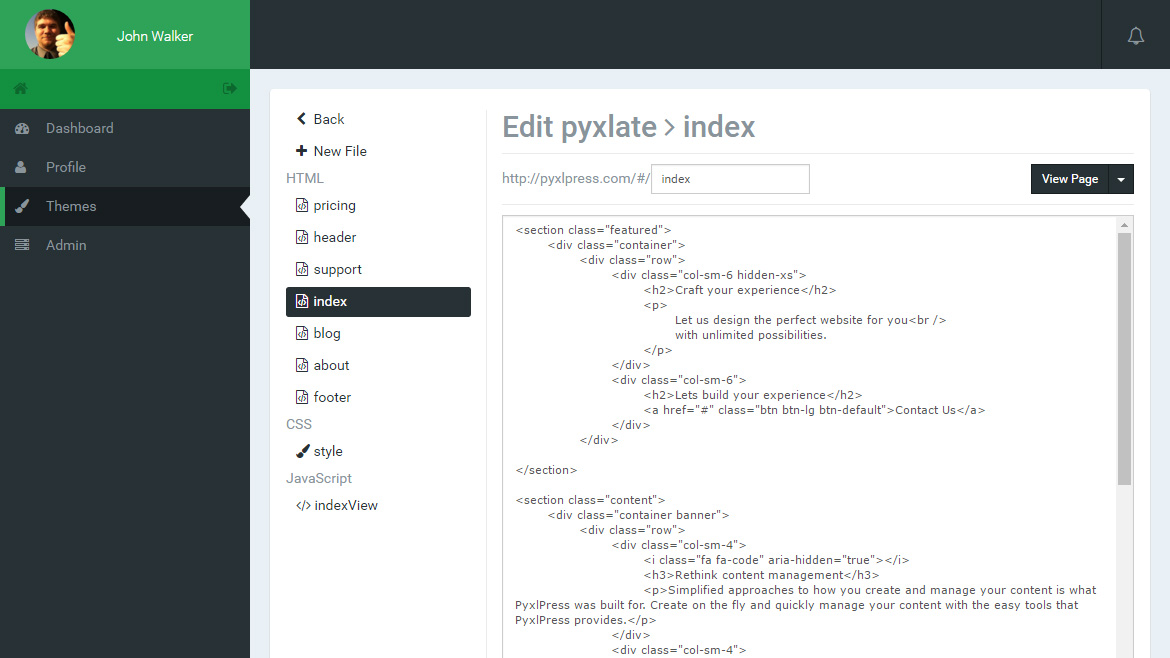 John Walker
Dashboard
Profile
Themes
Admin
Back
New File
HTML
pricing
header
support
index
blog
about
footer
CSS
style
JavaScript
indexView
Edit pyxlate > index
http://pyxlpress.com/#/ index
View Page
<section class="featured">
<div class="container">
<div class="row">
<div class="col-sm-6 hidden-xs">
<h2>Craft your experience</h2>
<p>
Let us design the perfect website for you<br />
with unlimited possibilities.
</p>
</div>
<div class="col-sm-6">
<h2>Lets build your experience</h2>
<a href="#" class="btn btn-lg btn-default">Contact Us</a>
</div>
</div>
</section>
<section class="content">
<div class="container banner">
<div class="row">
<div class="col-sm-4">
<i class="fa fa-code" aria-hidden="true"></i>
<h3>Rethink content management</h3>
<p>Simplified approaches to how you create and manage your content is what
PyxlPress was built for. Create on the fly and quickly manage your content with the easy tools that
PyxlPress provides.</p>
</div>
<div class="col-sm-4">